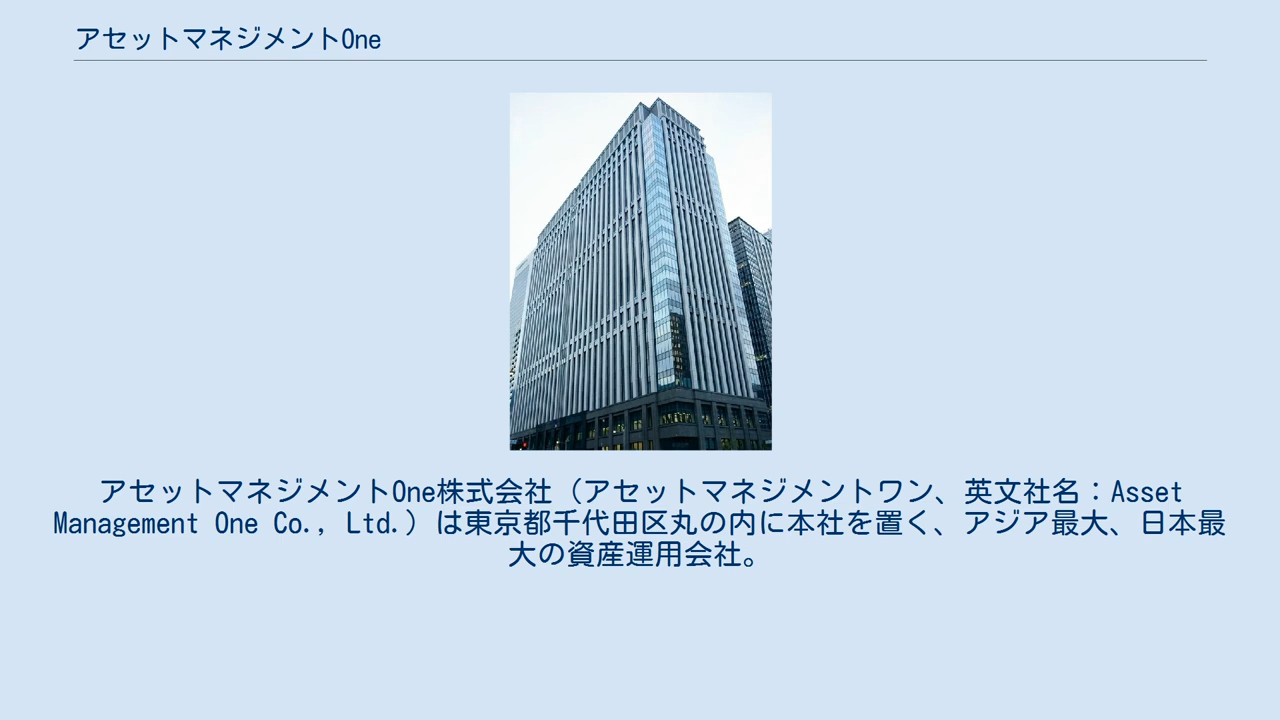 アセットマネジメントOne
アセットマネジメントOne株式会社（アセットマネジメントワン、英文社名：Asset
Management One Co., Ltd.）は東京都千代田区丸の内に本社を置く、アジア最大、日本最
大の資産運用会社。